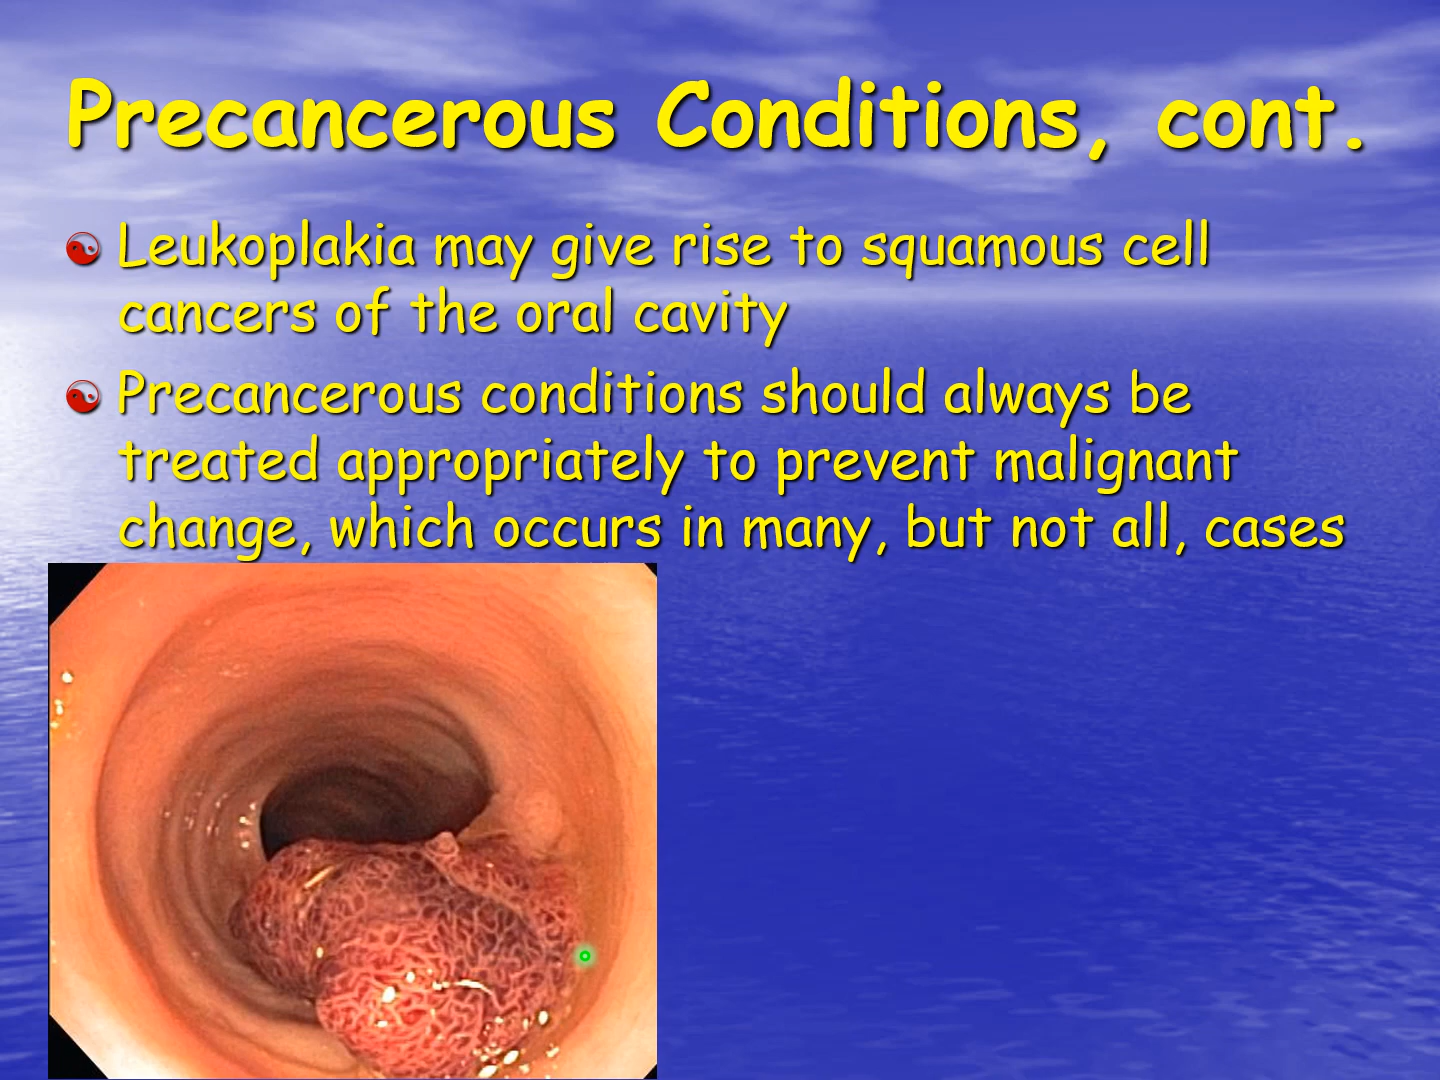 Precancerous Conditions, cont.
Leukoplakia may give rise to squamous cell
cancers of the oral cavity
Precancerous conditions should always be
treated appropriately to prevent malignant
change, which occurs in many, but not all, cases